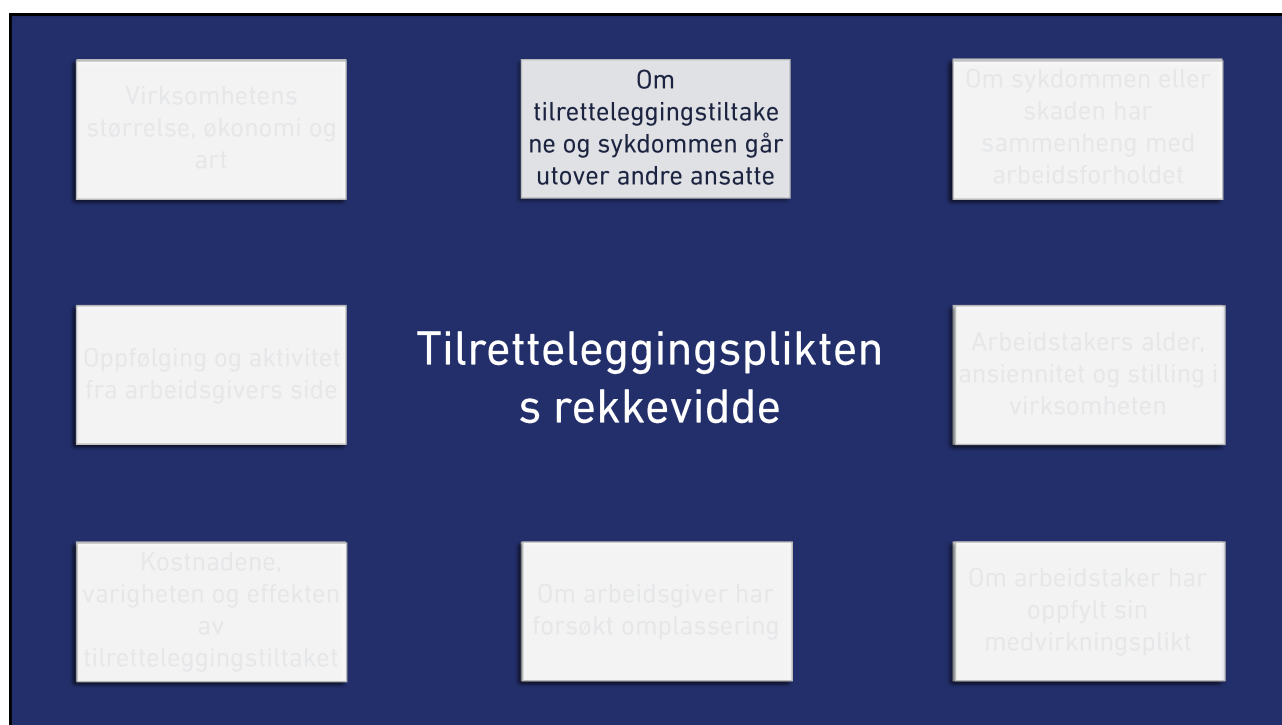 Virksomhetens
størrelse, økonomi og
art
Om
tilretteleggingstiltake
ne og sykdommen går
utover andre ansatte
Om sykdommen eller
skaden har
sammenheng med
arbeidsforholdet
Oppfølging og aktivitet
fra arbeidsgivers side
Tilretteleggingsplikten
s rekkevidde
Arbeidstakers alder,
ansiennitet og stilling i
virksomheten
Kostnadene,
varigheten og effekten
av
tilretteleggingstiltaket
Om arbeidsgiver har
forsøkt omplassering
Om arbeidstaker har
oppfylt sin
medvirkningsplikt